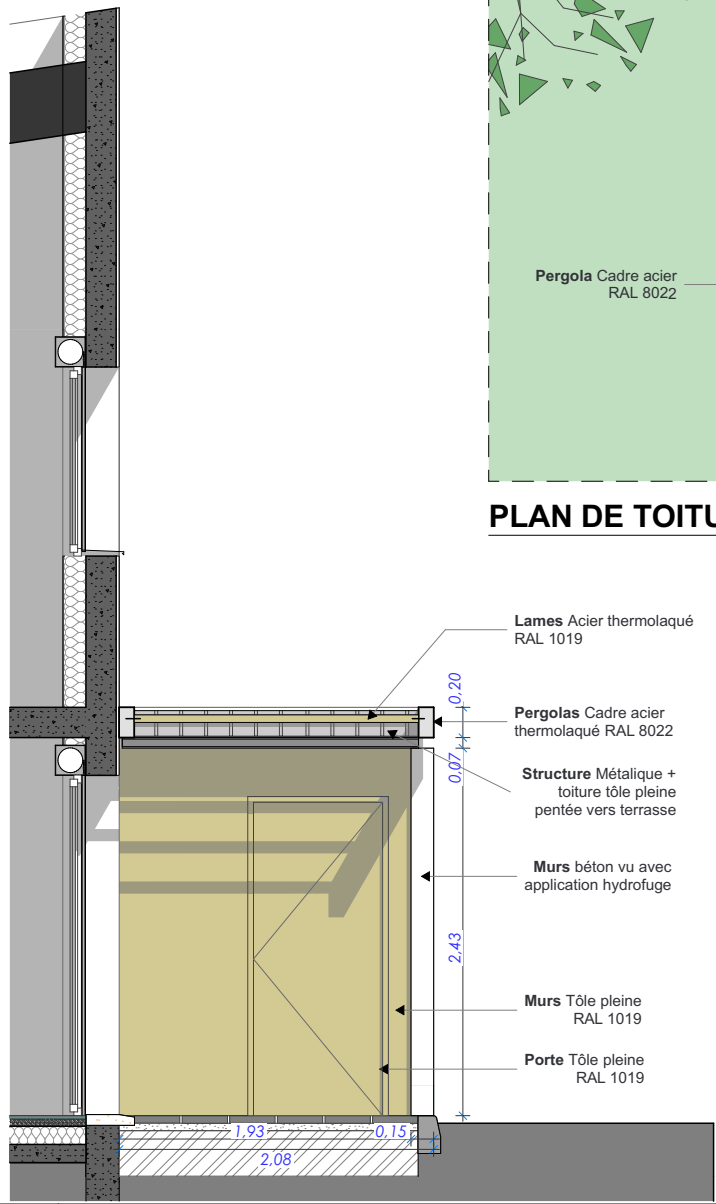 Pergola Cadre acier
RAL 8022
PLAN DE TOITU
Lames Acier thermolaqué
RAL 1019
0,20
Pergolas Cadre acier
thermolaqué RAL 8022
0,07
Structure Métalique +
toiture tôle pleine
pentée vers terrasse
Murs béton vu avec
application hydrofuge
2,43
Murs Tôle pleine
RAL 1019
Porte Tôle pleine
RAL 1019
1,93
0,15
2,08